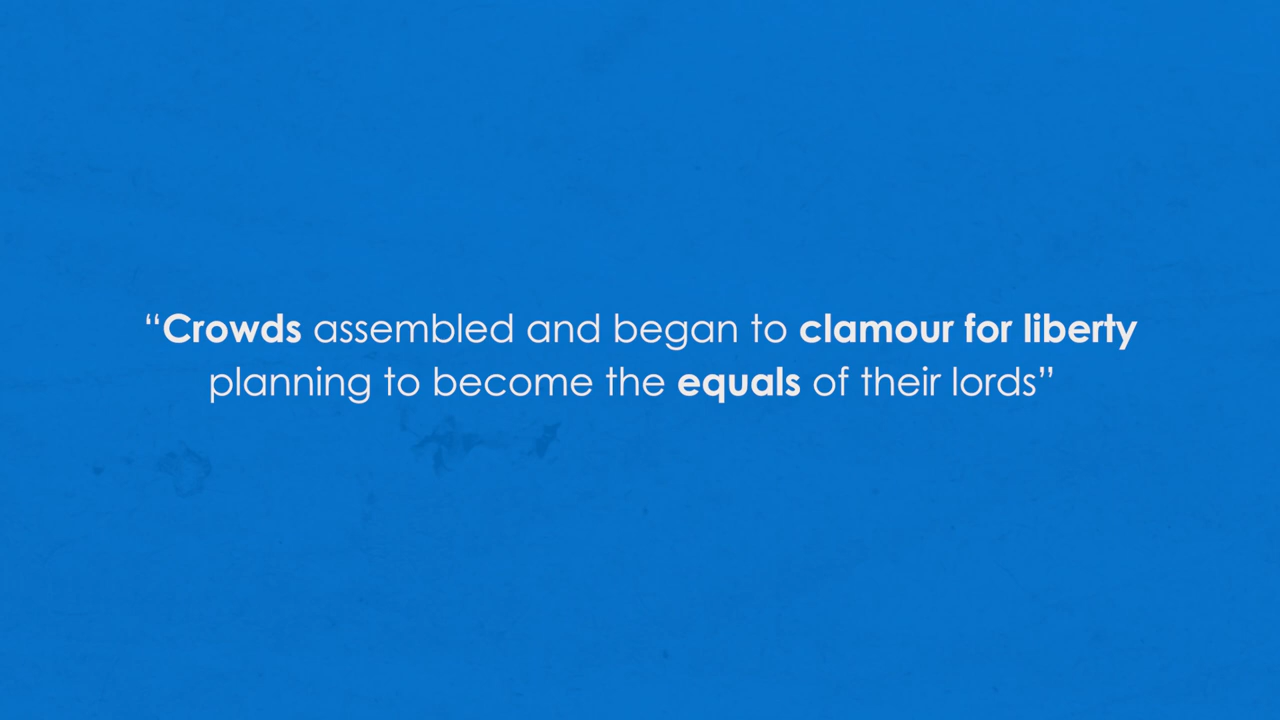 “Crowds assembled and began to clamour for liberty
planning to become the equals of their lords”